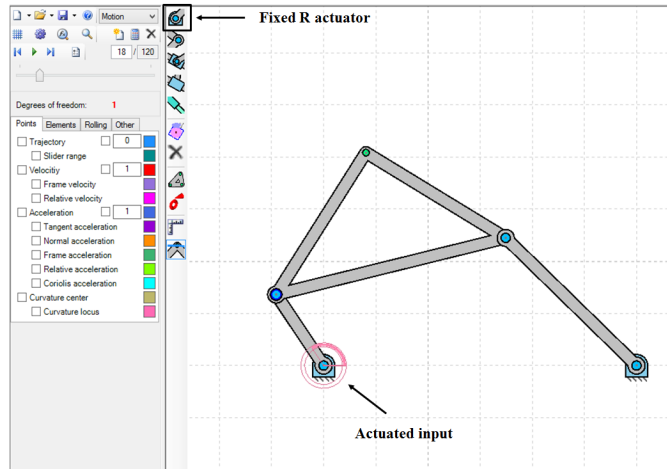 Motion
Fixed R actuator
18 / 120
Degrees of freedom: 1
Points Elements Rolling Other
Trajectory 0
Slider range
Velocitiy 1
Frame velocity
Relative velocity
Acceleration 1
Tangent acceleration
Normal acceleration
Frame acceleration
Relative acceleration
Coriolis acceleration
Curvature center
Curvature locus
Actuated input